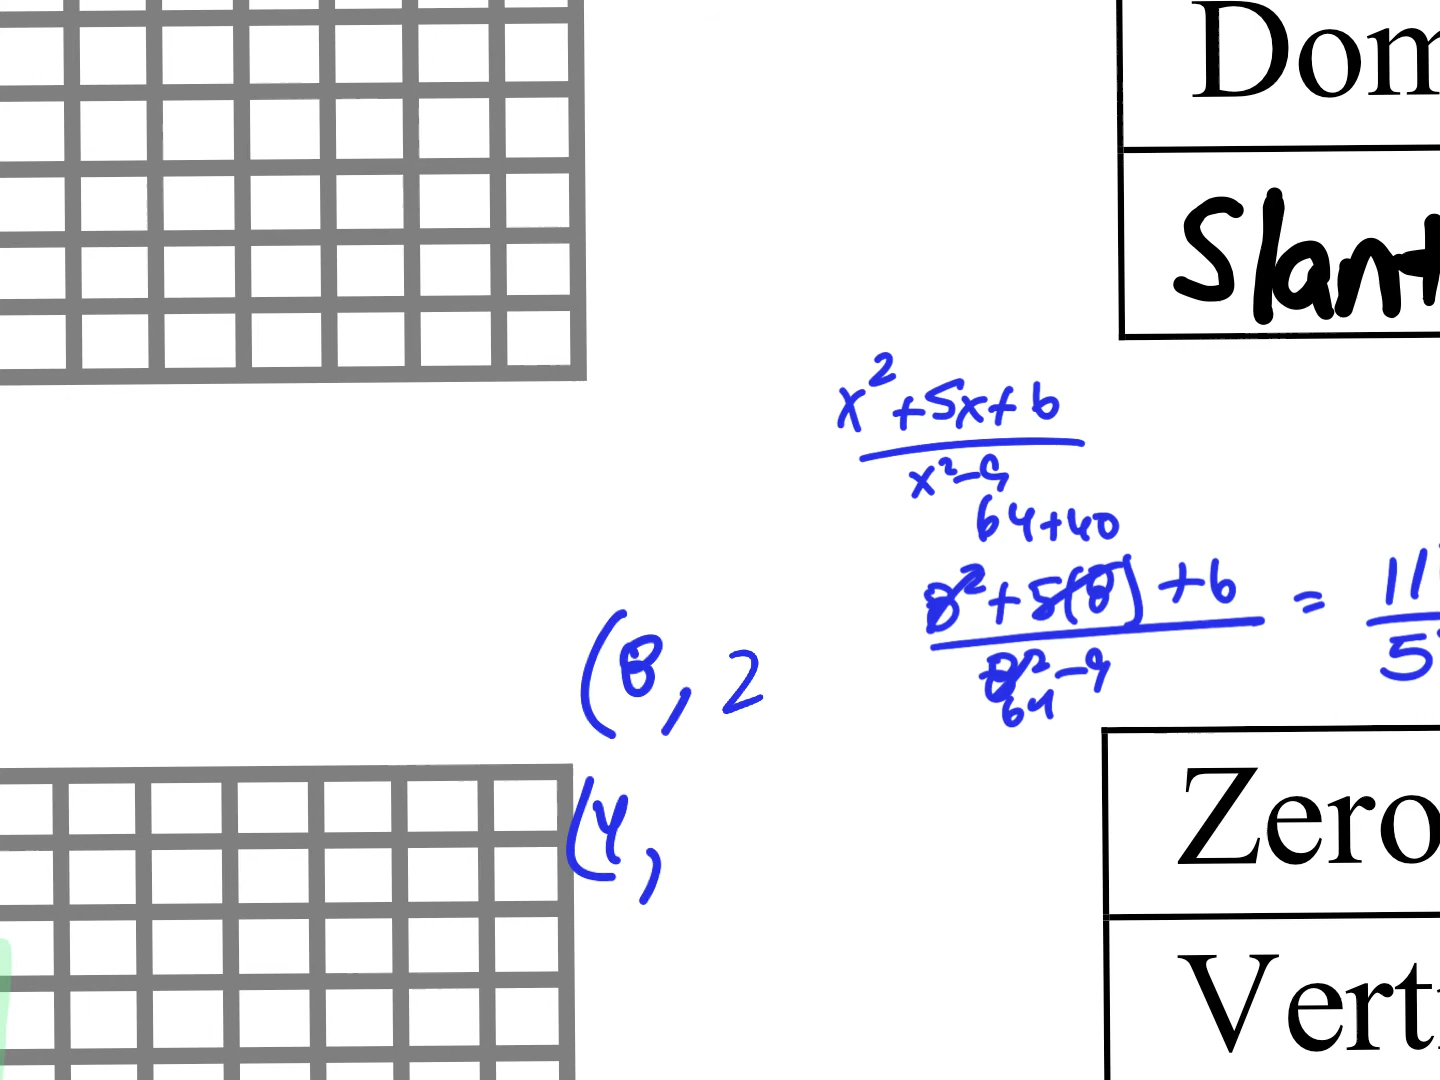 Dom
Slant
x²+5x+6
x²-9
64+40
8²+5(8)+6 = 11
8²-9
5
64
(8, 2
(4,
Zero
Verti